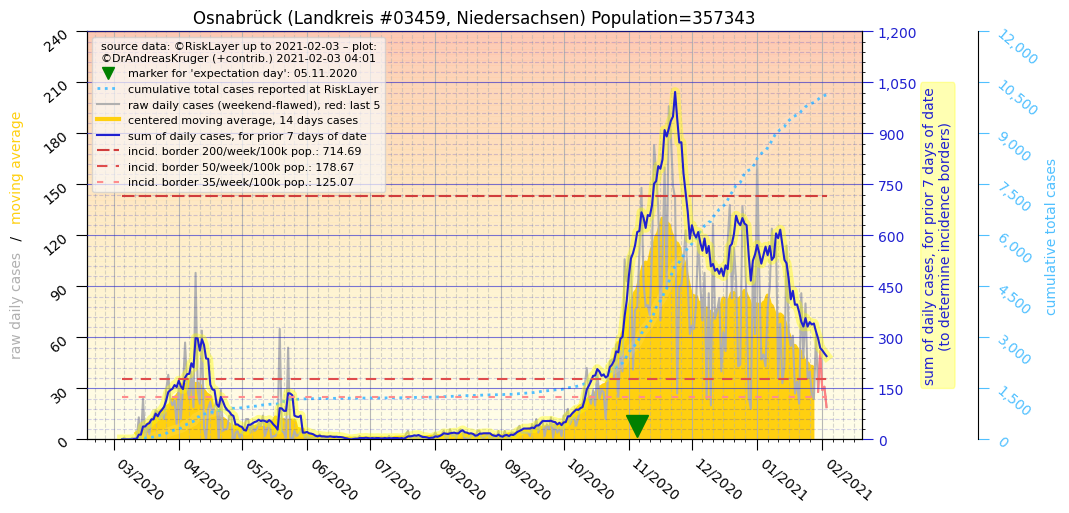 Osnabrück (Landkreis #03459, Niedersachsen) Population=357343
source data: ©RiskLayer up to 2021-02-03 – plot:
©DrAndreasKruger (+contrib.) 2021-02-03 04:01
marker for 'expectation day': 05.11.2020
cumulative total cases reported at RiskLayer
raw daily cases (weekend-flawed), red: last 5
centered moving average, 14 days cases
sum of daily cases, for prior 7 days of date
incid. border 200/week/100k pop.: 714.69
incid. border 50/week/100k pop.: 178.67
incid. border 35/week/100k pop.: 125.07
raw daily cases / moving average
240
210
180
150
120
90
60
30
0
03/2020
04/2020
05/2020
06/2020
07/2020
08/2020
09/2020
10/2020
11/2020
12/2020
01/2021
02/2021
1,200
1,050
900
750
600
450
300
150
0
sum of daily cases, for prior 7 days of date
(to determine incidence borders)
12,000
10,500
9,000
7,500
6,000
4,500
3,000
1,500
0
cumulative total cases